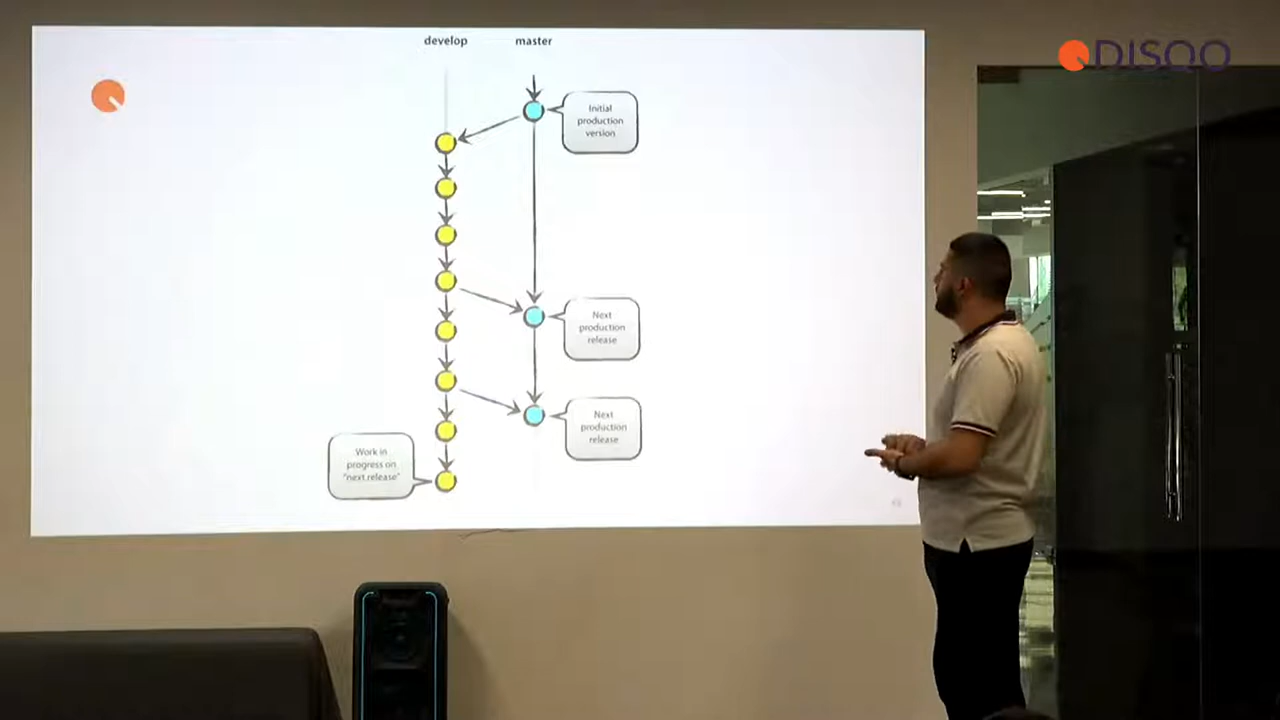 DISQO
develop
master
Initial
production
version
Next
production
release
Next
production
release
Work in
progress on
"next release"